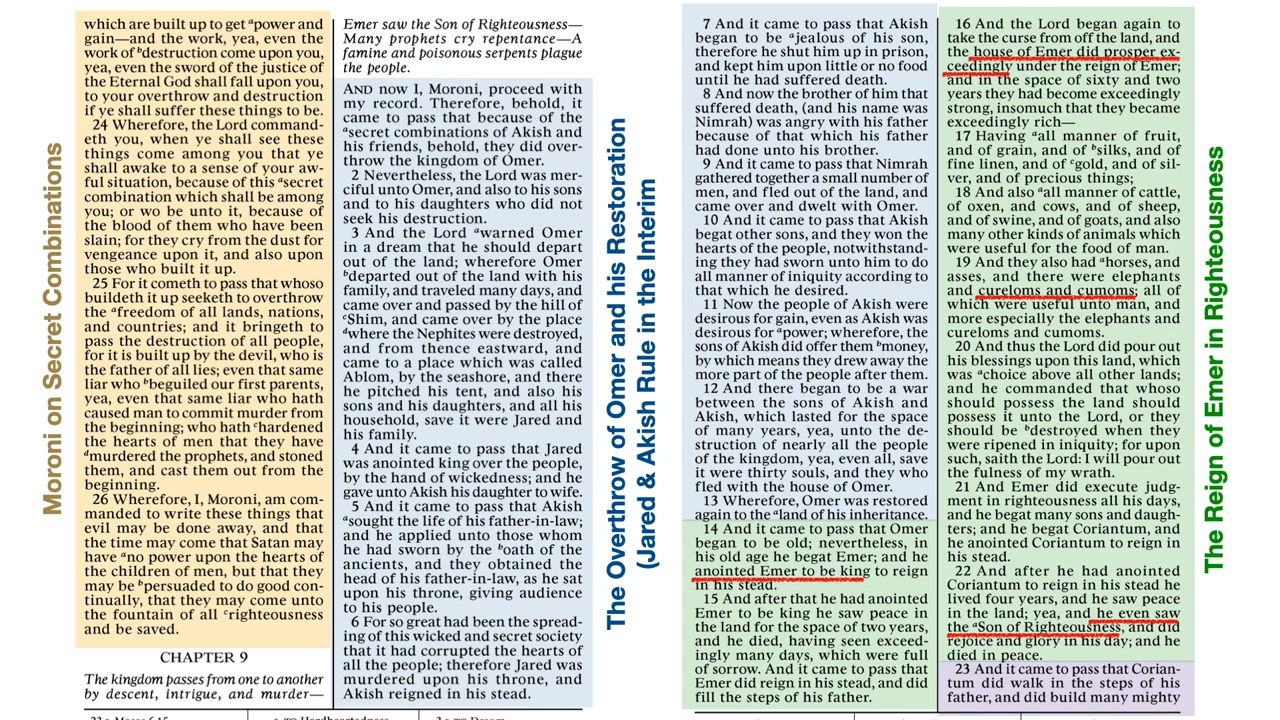 Moroni on Secret Combinations
which are built up to get ᵃpower and
gain—and the work, yea, even the
work of ᵇdestruction come upon you,
yea, even the sword of the justice of
the Eternal God shall fall upon you,
to your overthrow and destruction
if ye shall suffer these things to be.
24 Wherefore, the Lord command-
eth you, when ye shall see these
things come among you that ye
shall awake to a sense of your aw-
ful situation, because of this ᵃsecret
combination which shall be among
you; or wo be unto it, because of
the blood of them who have been
slain; for they cry from the dust for
vengeance upon it, and also upon
those who built it up.
25 For it cometh to pass that whoso
buildeth it up seeketh to overthrow
the ᵃfreedom of all lands, nations,
and countries; and it bringeth to
pass the destruction of all people,
for it is built up by the devil, who is
the father of all lies; even that same
liar who ᵇbeguiled our first parents,
yea, even that same liar who hath
caused man to commit murder from
the beginning; who hath ᶜhardened
the hearts of men that they have
ᵈmurdered the prophets, and stoned
them, and cast them out from the
beginning.
26 Wherefore, I, Moroni, am com-
manded to write these things that
evil may be done away, and that
the time may come that Satan may
have ᵃno power upon the hearts of
the children of men, but that they
may be ᵇpersuaded to do good con-
tinually, that they may come unto
the fountain of all ᶜrighteousness
and be saved.
CHAPTER 9
The kingdom passes from one to another
by descent, intrigue, and murder—
Emer saw the Son of Righteousness—
Many prophets cry repentance—A
famine and poisonous serpents plague
the people.
AND now I, Moroni, proceed with
my record. Therefore, behold, it
came to pass that because of the
ᵃsecret combinations of Akish and
his friends, behold, they did over-
throw the kingdom of Omer.
2 Nevertheless, the Lord was mer-
ciful unto Omer, and also to his sons
and to his daughters who did not
seek his destruction.
3 And the Lord ᵃwarned Omer
in a dream that he should depart
out of the land; wherefore Omer
ᵇdeparted out of the land with his
family, and traveled many days, and
came over and passed by the hill of
ᶜShim, and came over by the place
ᵈwhere the Nephites were destroyed,
and from thence eastward, and
came to a place which was called
Ablom, by the seashore, and there
he pitched his tent, and also his
sons and his daughters, and all his
household, save it were Jared and
his family.
4 And it came to pass that Jared
was anointed king over the people,
by the hand of wickedness; and he
gave unto Akish his daughter to wife.
5 And it came to pass that Akish
ᵃsought the life of his father-in-law;
and he applied unto those whom
he had sworn by the ᵇoath of the
ancients, and they obtained the
head of his father-in-law, as he sat
upon his throne, giving audience
to his people.
6 For so great had been the spread-
ing of this wicked and secret society
that it had corrupted the hearts of
all the people; therefore Jared was
murdered upon his throne, and
Akish reigned in his stead.
The Overthrow of Omer and his Restoration
(Jared & Akish Rule in the Interim
7 And it came to pass that Akish
began to be ᵃjealous of his son,
therefore he shut him up in prison,
and kept him upon little or no food
until he had suffered death.
8 And now the brother of him that
suffered death, (and his name was
Nimrah) was angry with his father
because of that which his father
had done unto his brother.
9 And it came to pass that Nimrah
gathered together a small number of
men, and fled out of the land, and
came over and dwelt with Omer.
10 And it came to pass that Akish
begat other sons, and they won the
hearts of the people, notwithstand-
ing they had sworn unto him to do
all manner of iniquity according to
that which he desired.
11 Now the people of Akish were
desirous for gain, even as Akish was
desirous for ᵃpower; wherefore, the
sons of Akish did offer them ᵇmoney,
by which means they drew away the
more part of the people after them.
12 And there began to be a war
between the sons of Akish and
Akish, which lasted for the space
of many years, yea, unto the de-
struction of nearly all the people
of the kingdom, yea, even all, save
it were thirty souls, and they who
fled with the house of Omer.
13 Wherefore, Omer was restored
again to the ᵃland of his inheritance.
14 And it came to pass that Omer
began to be old; nevertheless, in
his old age he begat Emer; and he
anointed Emer to be king to reign
in his stead.
15 And after that he had anointed
Emer to be king he saw peace in
the land for the space of two years,
and he died, having seen exceed-
ingly many days, which were full
of sorrow. And it came to pass that
Emer did reign in his stead, and did
fill the steps of his father.
16 And the Lord began again to
take the curse from off the land, and
the house of Emer did prosper ex-
ceedingly under the reign of Emer;
and in the space of sixty and two
years they had become exceedingly
strong, insomuch that they became
exceedingly rich—
17 Having ᵃall manner of fruit,
and of grain, and of ᵇsilks, and of
fine linen, and of ᶜgold, and of sil-
ver, and of precious things;
18 And also ᵃall manner of cattle,
of oxen, and cows, and of sheep,
and of swine, and of goats, and also
many other kinds of animals which
were useful for the food of man.
19 And they also had ᵃhorses, and
asses, and there were elephants
and cureloms and cumoms; all of
which were useful unto man, and
more especially the elephants and
cureloms and cumoms.
20 And thus the Lord did pour out
his blessings upon this land, which
was ᵃchoice above all other lands;
and he commanded that whoso
should possess the land should
possess it unto the Lord, or they
should be ᵇdestroyed when they
were ripened in iniquity; for upon
such, saith the Lord: I will pour out
the fulness of my wrath.
21 And Emer did execute judg-
ment in righteousness all his days,
and he begat many sons and daugh-
ters; and he begat Coriantum, and
he anointed Coriantum to reign in
his stead.
22 And after he had anointed
Coriantum to reign in his stead he
lived four years, and he saw peace
in the land; yea, and he even saw
the ᵃSon of Righteousness, and did
rejoice and glory in his day; and he
died in peace.
23 And it came to pass that Corian-
tum did walk in the steps of his
father, and did build many mighty
The Reign of Emer in Righteousness